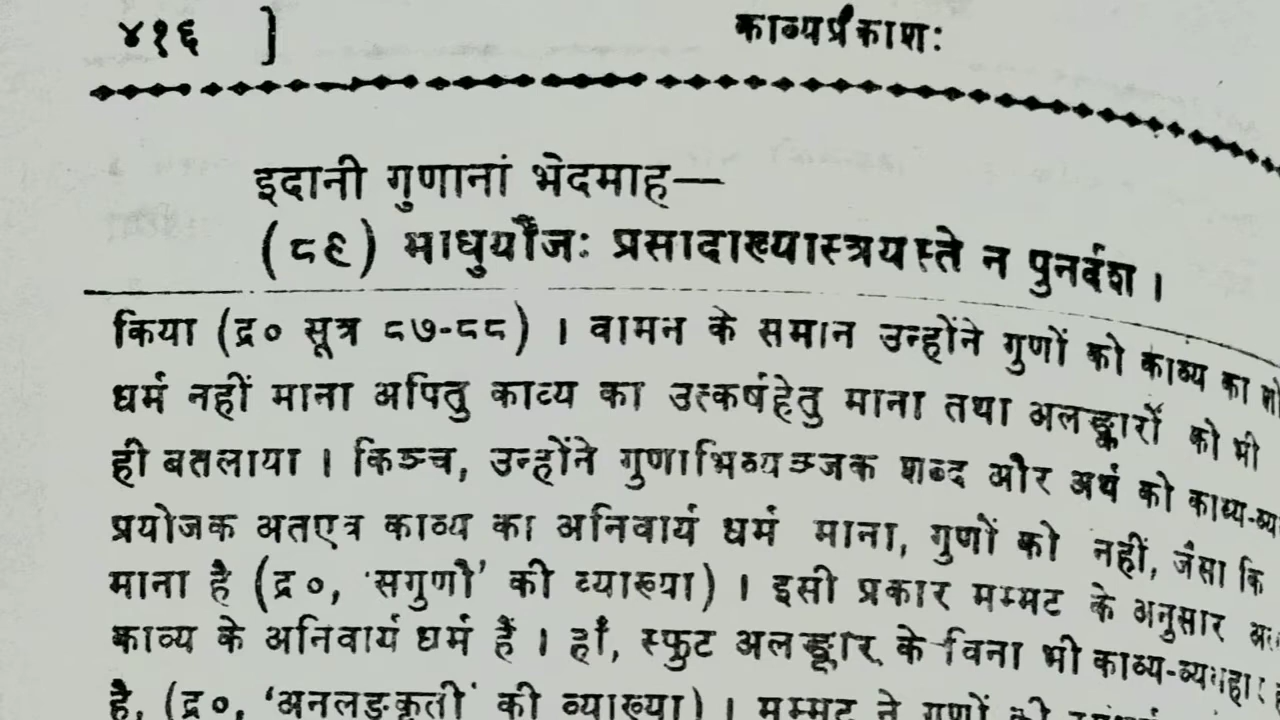 ४१६ ]
काव्यप्रकाशः
इदानीं गुणानां भेदमाह—
(८९) माधुर्यौजः प्रसादाख्यास्त्रयस्ते न पुनर्दश ।
किया (द्र० सूत्र ८७-८८) । वामन के समान उन्होंने गुणों को काव्य का
धर्म नहीं माना अपितु काव्य का उत्कर्षहेतु माना तथा अलङ्कारों को भी
ही बतलाया । किञ्च, उन्होंने गुणाभिव्यञ्जक शब्द और अर्थ को काव्य-
प्रयोजक अतएव काव्य का अनिवार्य धर्म माना, गुणों को नहीं, जैसा कि
माना है (द्र०, 'सगुणौ' की व्याख्या) । इसी प्रकार मम्मट के अनुसार
काव्य के अनिवार्य धर्म हैं । हाँ, स्फुट अलङ्कार के विना भी काव्य-व्यवहार
है, (द्र०, 'अनलङ्कृती' की व्याख्या) । मम्मट ने गुणों की